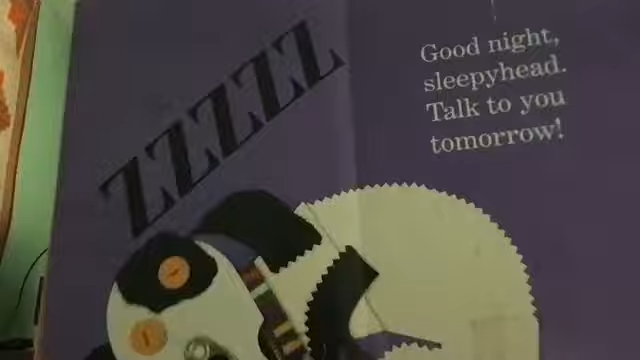 ZZZZZ
Good night,
sleepyhead.
Talk to you
tomorrow!